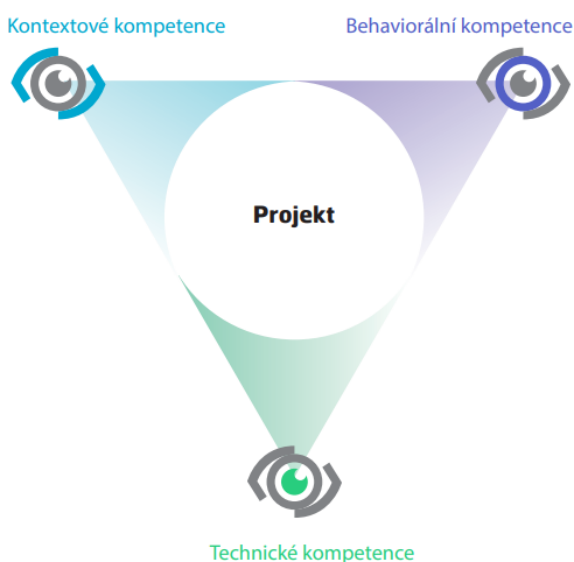 Kontextové kompetence
Behaviorální kompetence
Projekt
Technické kompetence